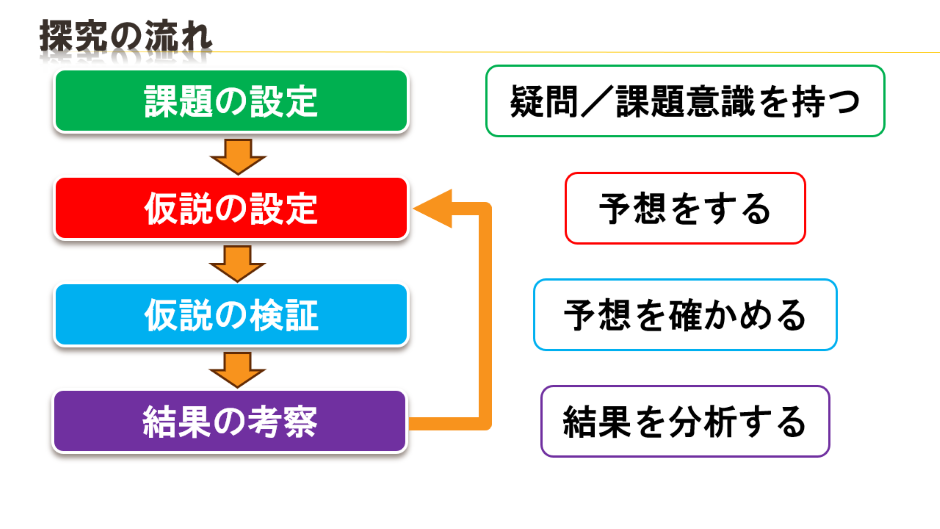 探究の流れ
課題の設定
疑問／課題意識を持つ
仮説の設定
予想をする
仮説の検証
予想を確かめる
結果の考察
結果を分析する